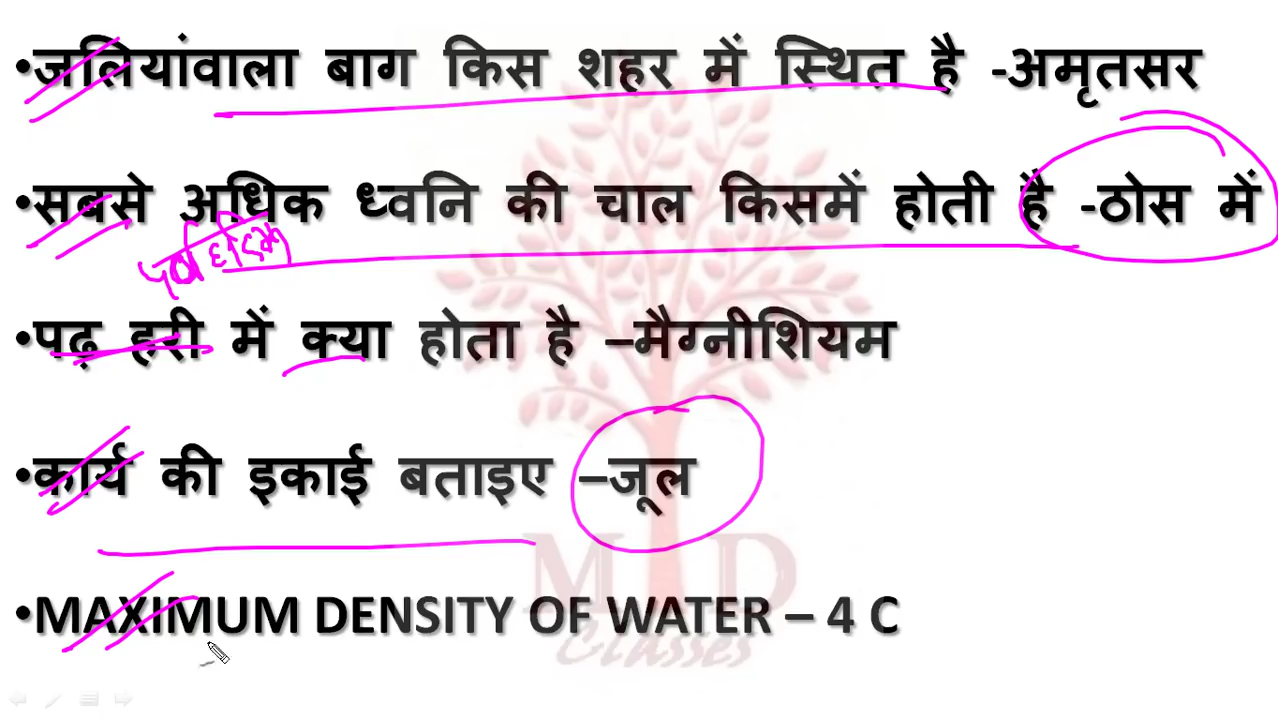 •जलियांवाला बाग किस शहर में स्थित है -अमृतसर
•सबसे अधिक ध्वनि की चाल किसमें होती है -ठोस में
•पढ़ हरी में क्या होता है –मैग्नीशियम
•कार्य की इकाई बताइए –जूल
•MAXIMUM DENSITY OF WATER – 4 C
Classes